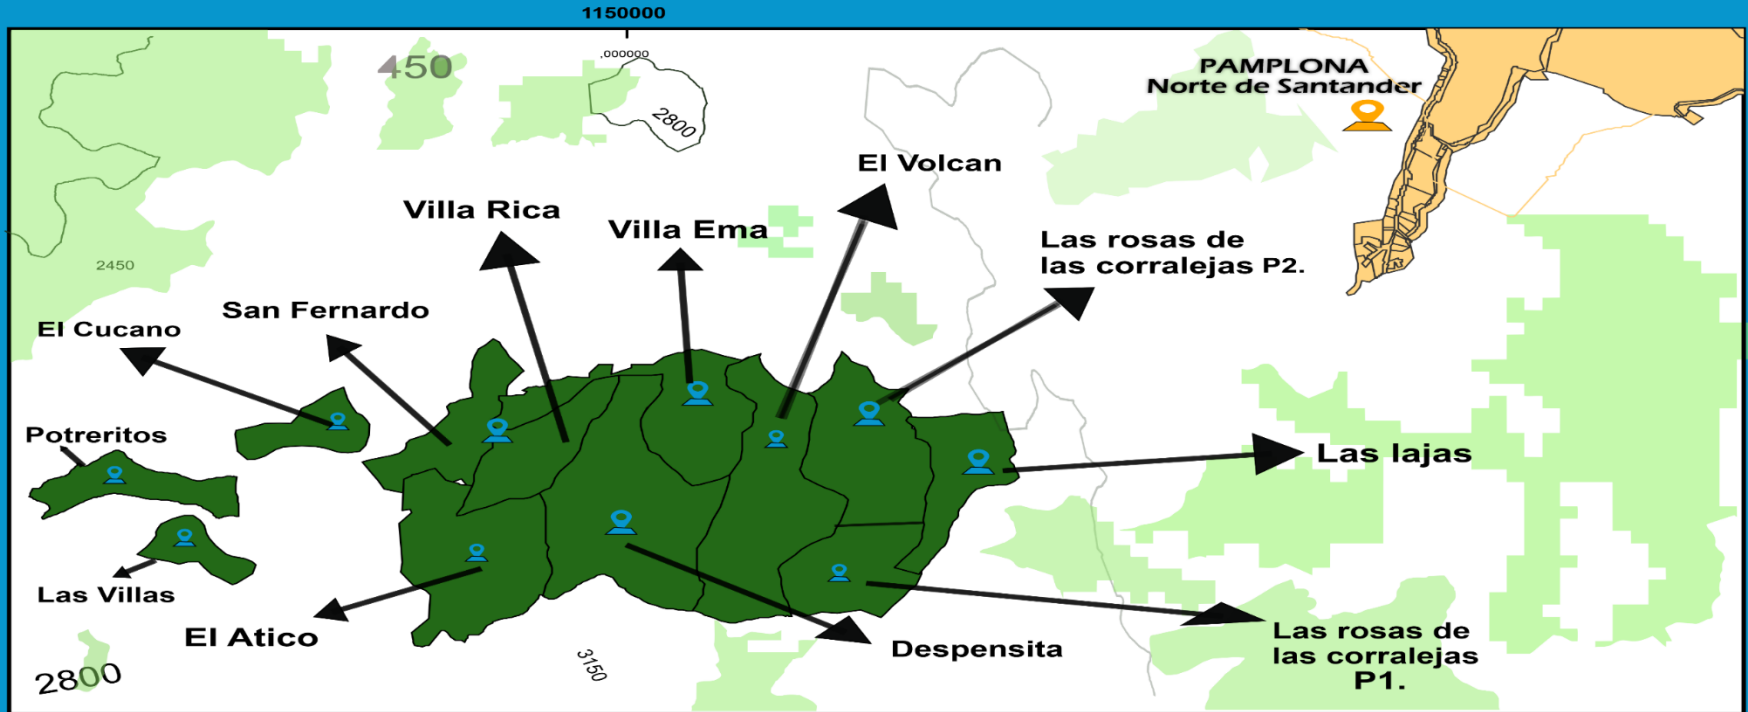 1150000
.000000
450
2800
PAMPLONA
Norte de Santander
El Volcan
Villa Rica
Villa Ema
Las rosas de
las corralejas P2.
2450
San Fernardo
El Cucano
Potreritos
Las lajas
Las Villas
El Atico
Despensita
Las rosas de
las corralejas
P1.
3150
2800